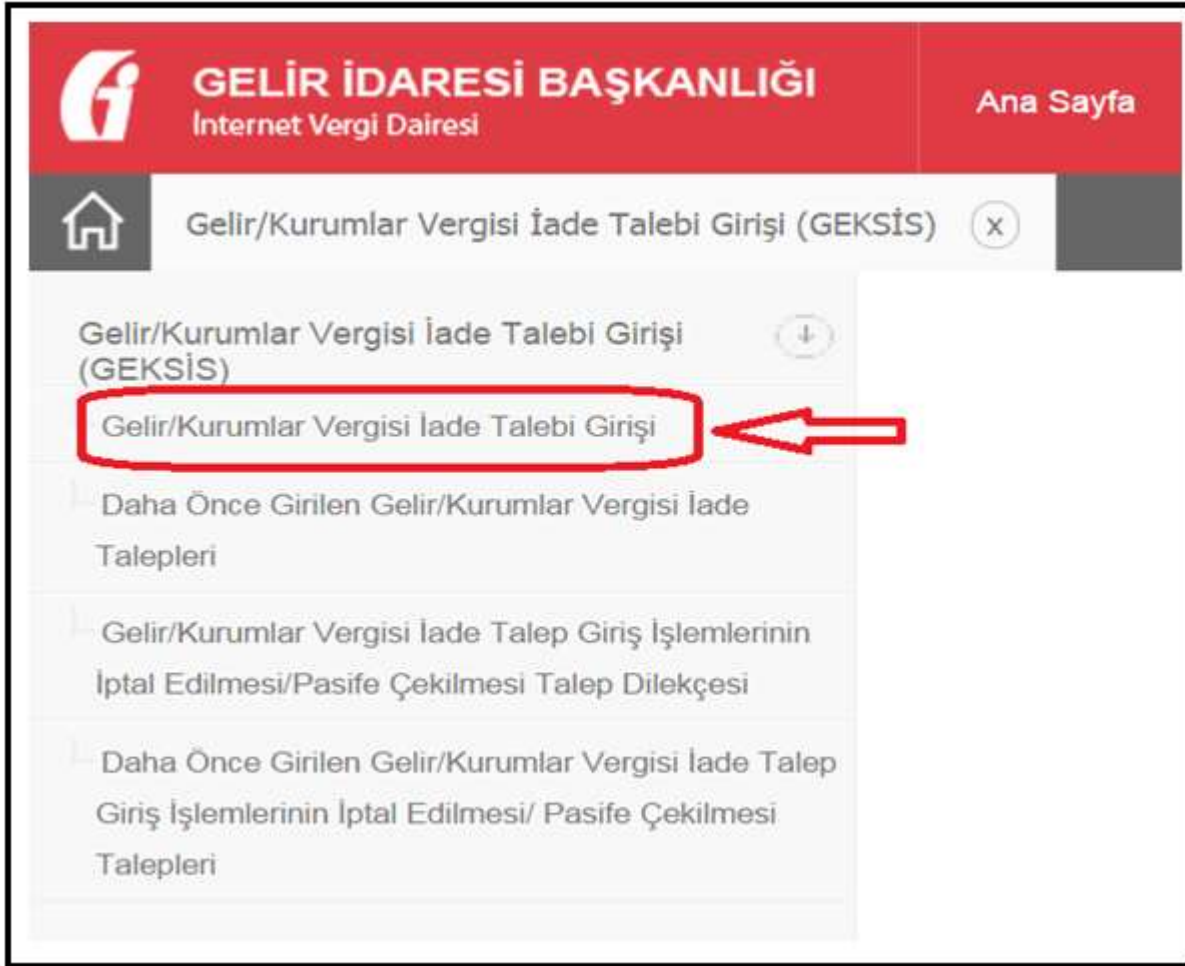 GELİR İDARESİ BAŞKANLIĞI
İnternet Vergi Dairesi
Ana Sayfa
Gelir/Kurumlar Vergisi İade Talebi Girişi (GEKSİS)
x
Gelir/Kurumlar Vergisi İade Talebi Girişi
(GEKSİS)
Gelir/Kurumlar Vergisi İade Talebi Girişi
Daha Önce Girilen Gelir/Kurumlar Vergisi İade
Talepleri
Gelir/Kurumlar Vergisi İade Talep Giriş İşlemlerinin
İptal Edilmesi/Pasife Çekilmesi Talep Dilekçesi
Daha Önce Girilen Gelir/Kurumlar Vergisi İade Talep
Giriş İşlemlerinin İptal Edilmesi/ Pasife Çekilmesi
Talepleri